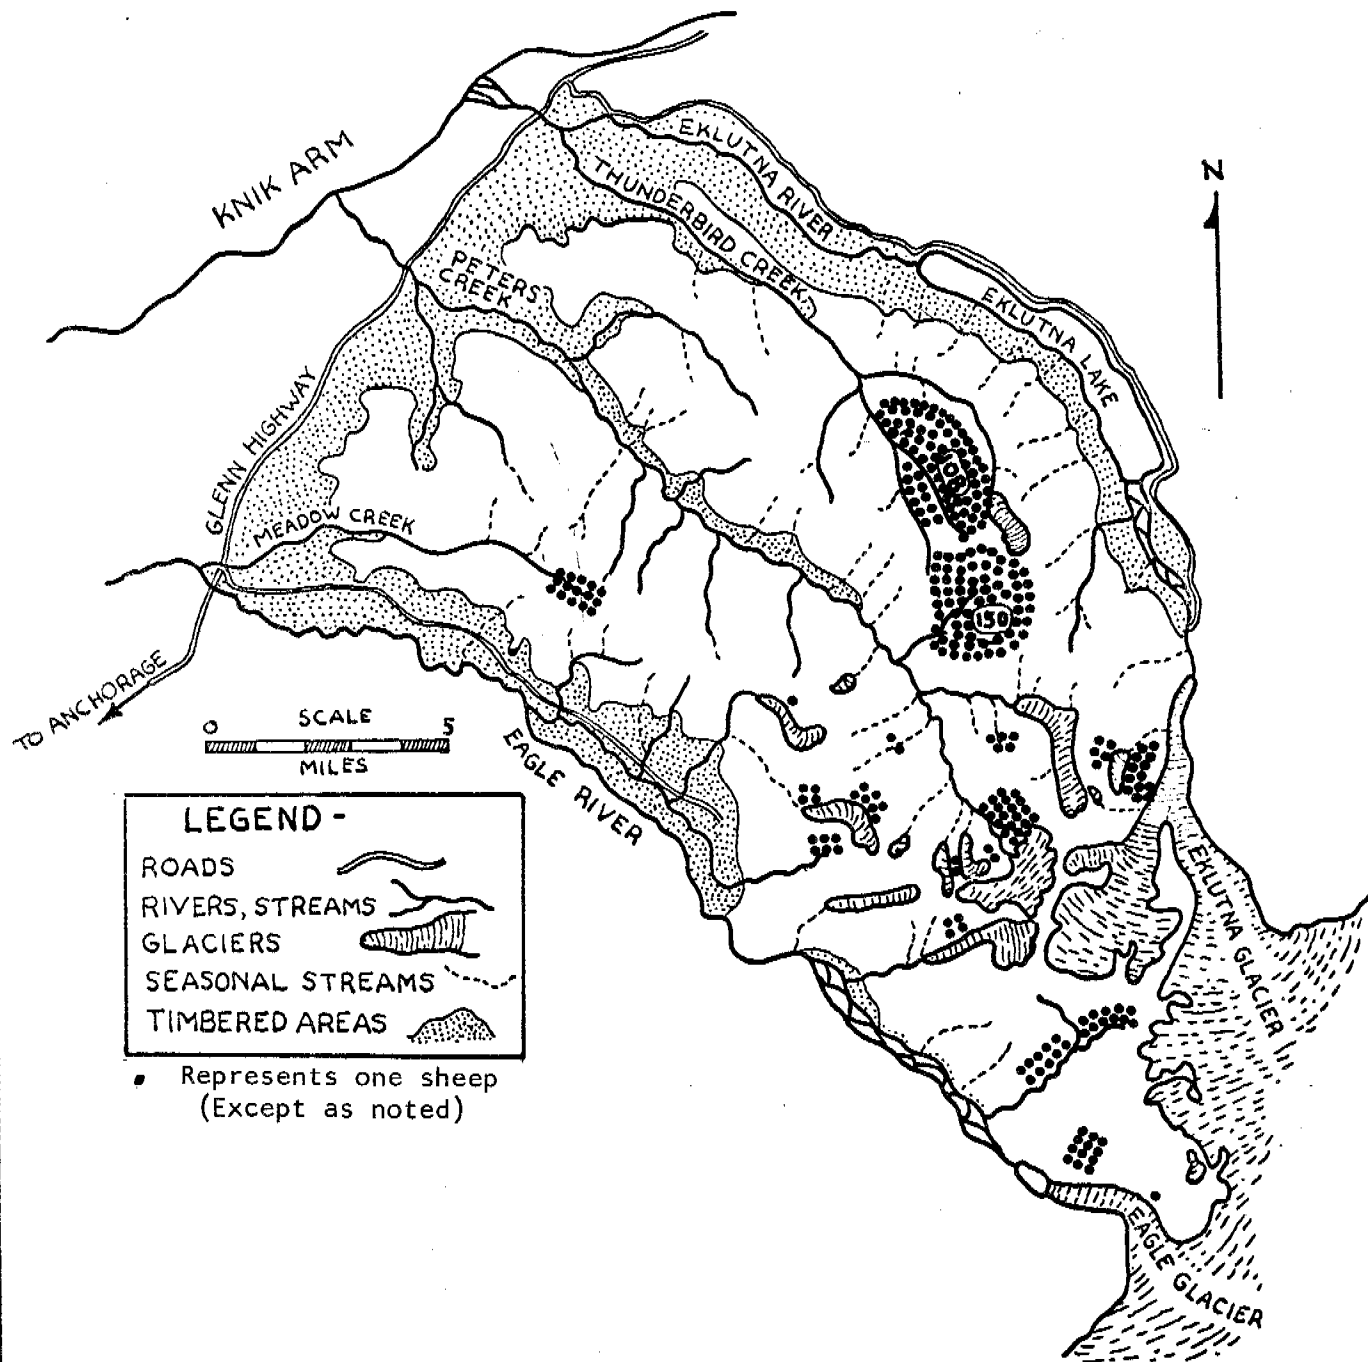 N
KNIK ARM
EKLUTNA RIVER
THUNDERBIRD CREEK
PETERS
CREEK
EKLUTNA LAKE
GLENN HIGHWAY
MEADOW CREEK
150
TO ANCHORAGE
0 SCALE 5
MILES
EAGLE RIVER
LEGEND -
ROADS
RIVERS, STREAMS
GLACIERS
SEASONAL STREAMS
TIMBERED AREAS
Represents one sheep
(Except as noted)
EKLUTNA GLACIER
EAGLE GLACIER